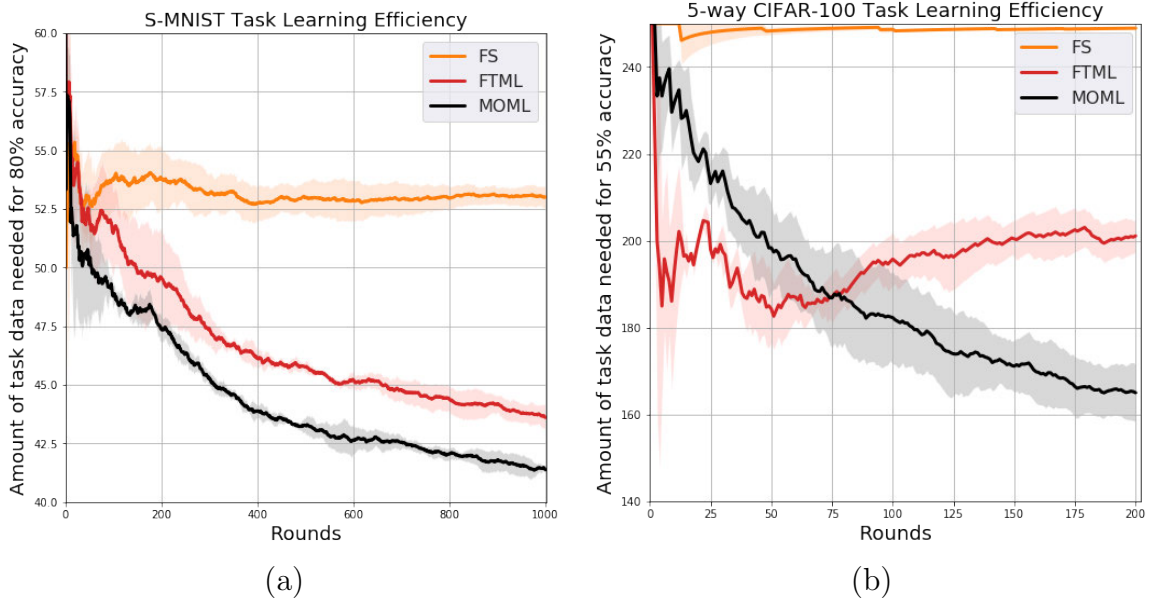 S-MNIST Task Learning Efficiency
Amount of task data needed for 80% accuracy
60.0
57.5
55.0
52.5
50.0
47.5
45.0
42.5
40.0
FS
FTML
MOML
0 200 400 600 800 1000
Rounds
(a)
5-way CIFAR-100 Task Learning Efficiency
Amount of task data needed for 55% accuracy
240
220
200
180
160
140
FS
FTML
MOML
0 25 50 75 100 125 150 175 200
Rounds
(b)